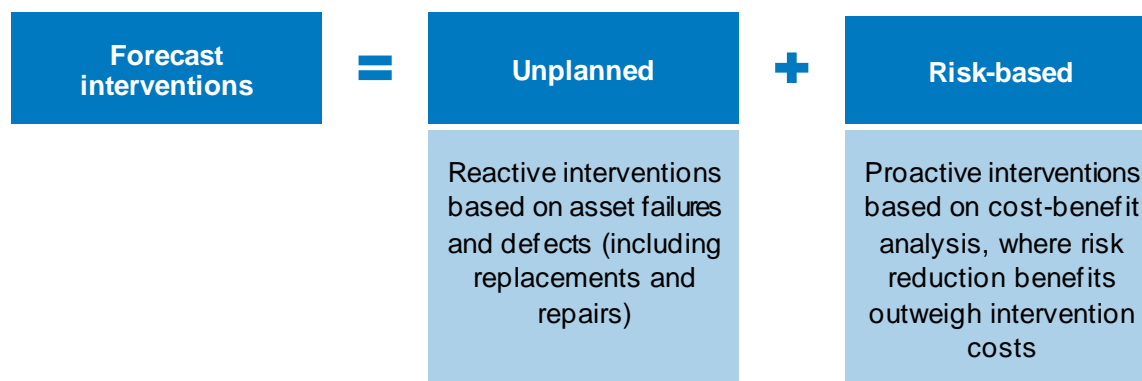 Forecast
interventions
=
Unplanned
+
Risk-based
Reactive interventions
based on asset failures
and defects (including
replacements and
repairs)
Proactive interventions
based on cost-benefit
analysis, where risk
reduction benefits
outweigh intervention
costs